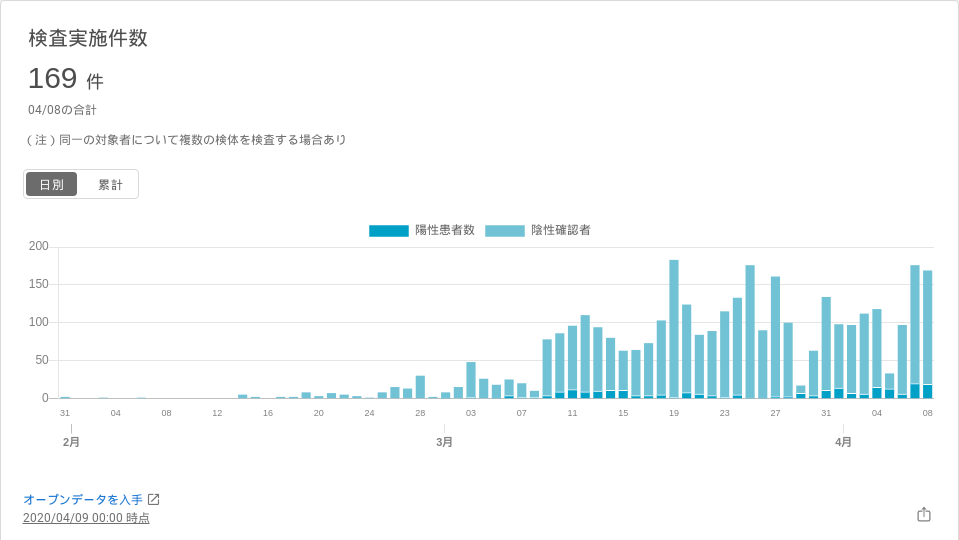 検査実施件数
169 件
04/08の合計
（注）同一の対象者について複数の検体を検査する場合あり
日別 累計
陽性患者数 陰性確認者
200
150
100
50
0
31 04 08 12 16 20 24 28 03 07 11 15 19 23 27 31 04 08
2月 3月 4月
オープンデータを入手
2020/04/09 00:00 時点